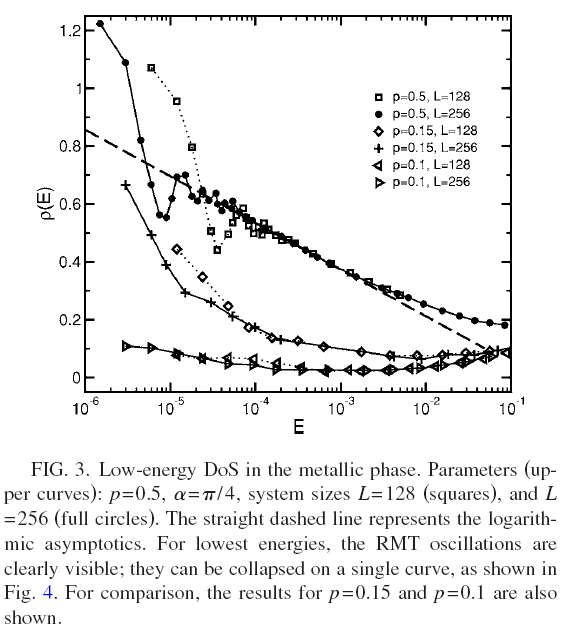 1.2
1
0.8
0.6
0.4
0.2
0
ρ(E)
p=0.5, L=128
p=0.5, L=256
p=0.15, L=128
p=0.15, L=256
p=0.1, L=128
p=0.1, L=256
10⁻⁶ 10⁻⁵ 10⁻⁴ 10⁻³ 10⁻² 10⁻¹
E
FIG. 3. Low-energy DoS in the metallic phase. Parameters (up-
per curves): p=0.5, α=π/4, system sizes L=128 (squares), and L
=256 (full circles). The straight dashed line represents the logarith-
mic asymptotics. For lowest energies, the RMT oscillations are
clearly visible; they can be collapsed on a single curve, as shown in
Fig. 4. For comparison, the results for p=0.15 and p=0.1 are also
shown.